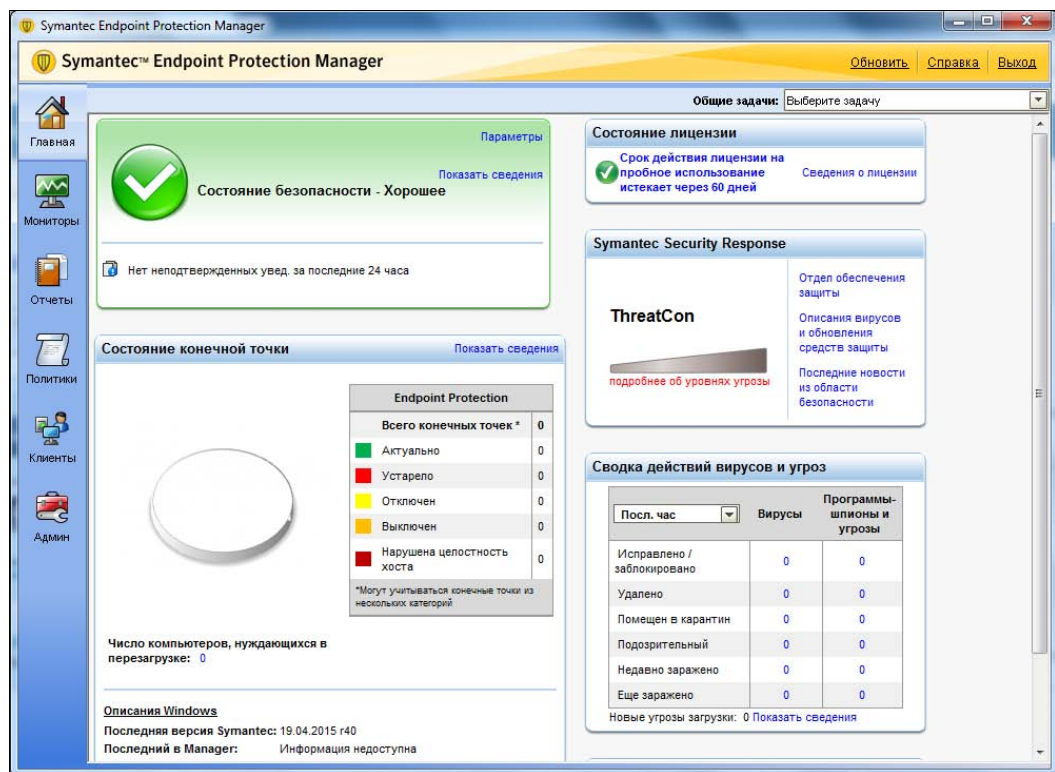 Symantec Endpoint Protection Manager
Symantec™ Endpoint Protection Manager
Обновить Справка Выход
Общие задачи: Выберите задачу
Главная
Мониторы
Отчеты
Политики
Клиенты
Админ
Параметры
Показать сведения
Состояние безопасности - Хорошее
Нет неподтвержденных увед. за последние 24 часа
Состояние конечной точки
Показать сведения
Endpoint Protection
Всего конечных точек * 0
Актуально 0
Устарело 0
Отключен 0
Выключен 0
Нарушена целостность
хоста 0
*Могут учитываться конечные точки из
нескольких категорий
Число компьютеров, нуждающихся в
перезагрузке: 0
Описания Windows
Последняя версия Symantec: 19.04.2015 r40
Последний в Manager: Информация недоступна
Состояние лицензии
Срок действия лицензии на
пробное использование
истекает через 60 дней
Сведения о лицензии
Symantec Security Response
ThreatCon
подробнее об уровнях угрозы
Отдел обеспечения
защиты
Описания вирусов
и обновления
средств защиты
Последние новости
из области
безопасности
Сводка действий вирусов и угроз
Посл. час
Вирусы
Программы-
шпионы и
угрозы
Исправлено /
заблокировано 0 0
Удалено 0 0
Помещен в карантин 0 0
Подозрительный 0 0
Недавно заражено 0 0
Еще заражено 0 0
Новые угрозы загрузки: 0 Показать сведения